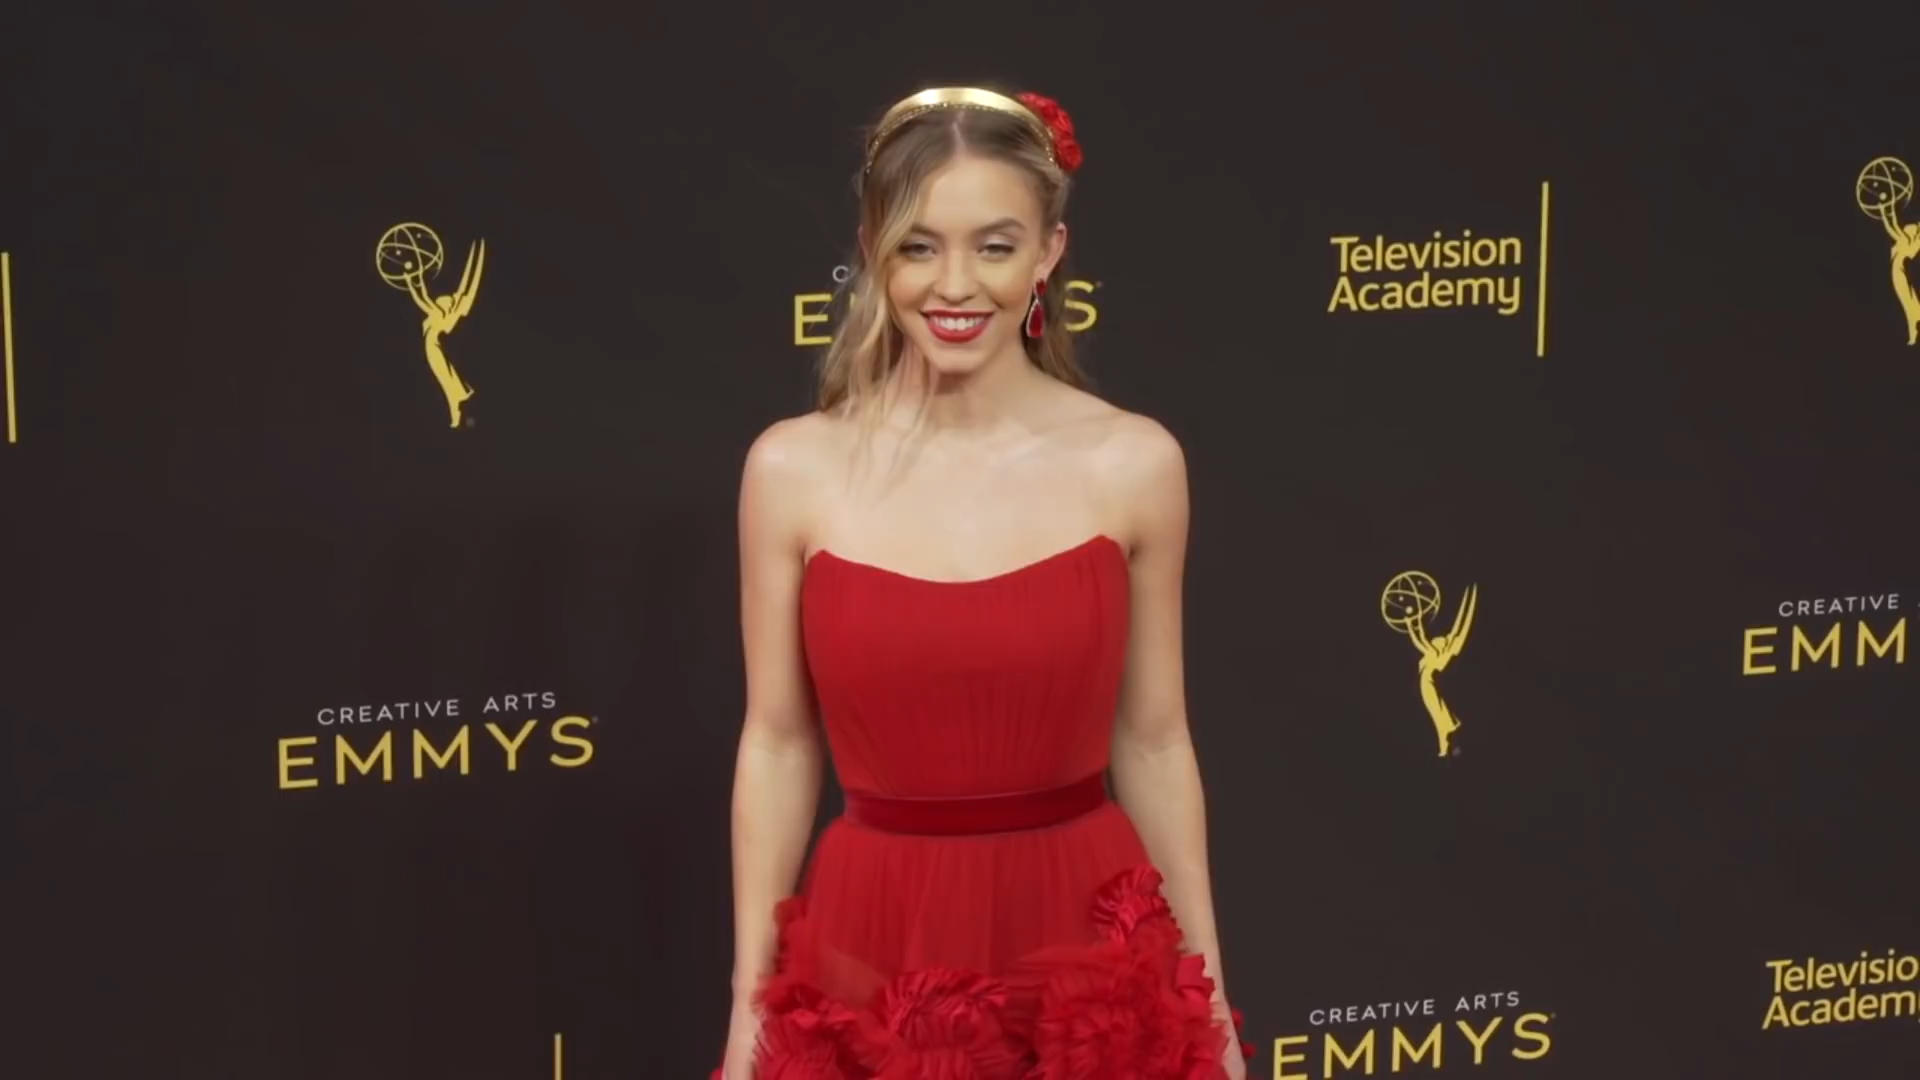 Television
Academy
E S
CREATIVE ARTS
EMMYS
CREATIVE
EMM
Televisio
Academ
CREATIVE ARTS
EMMYS